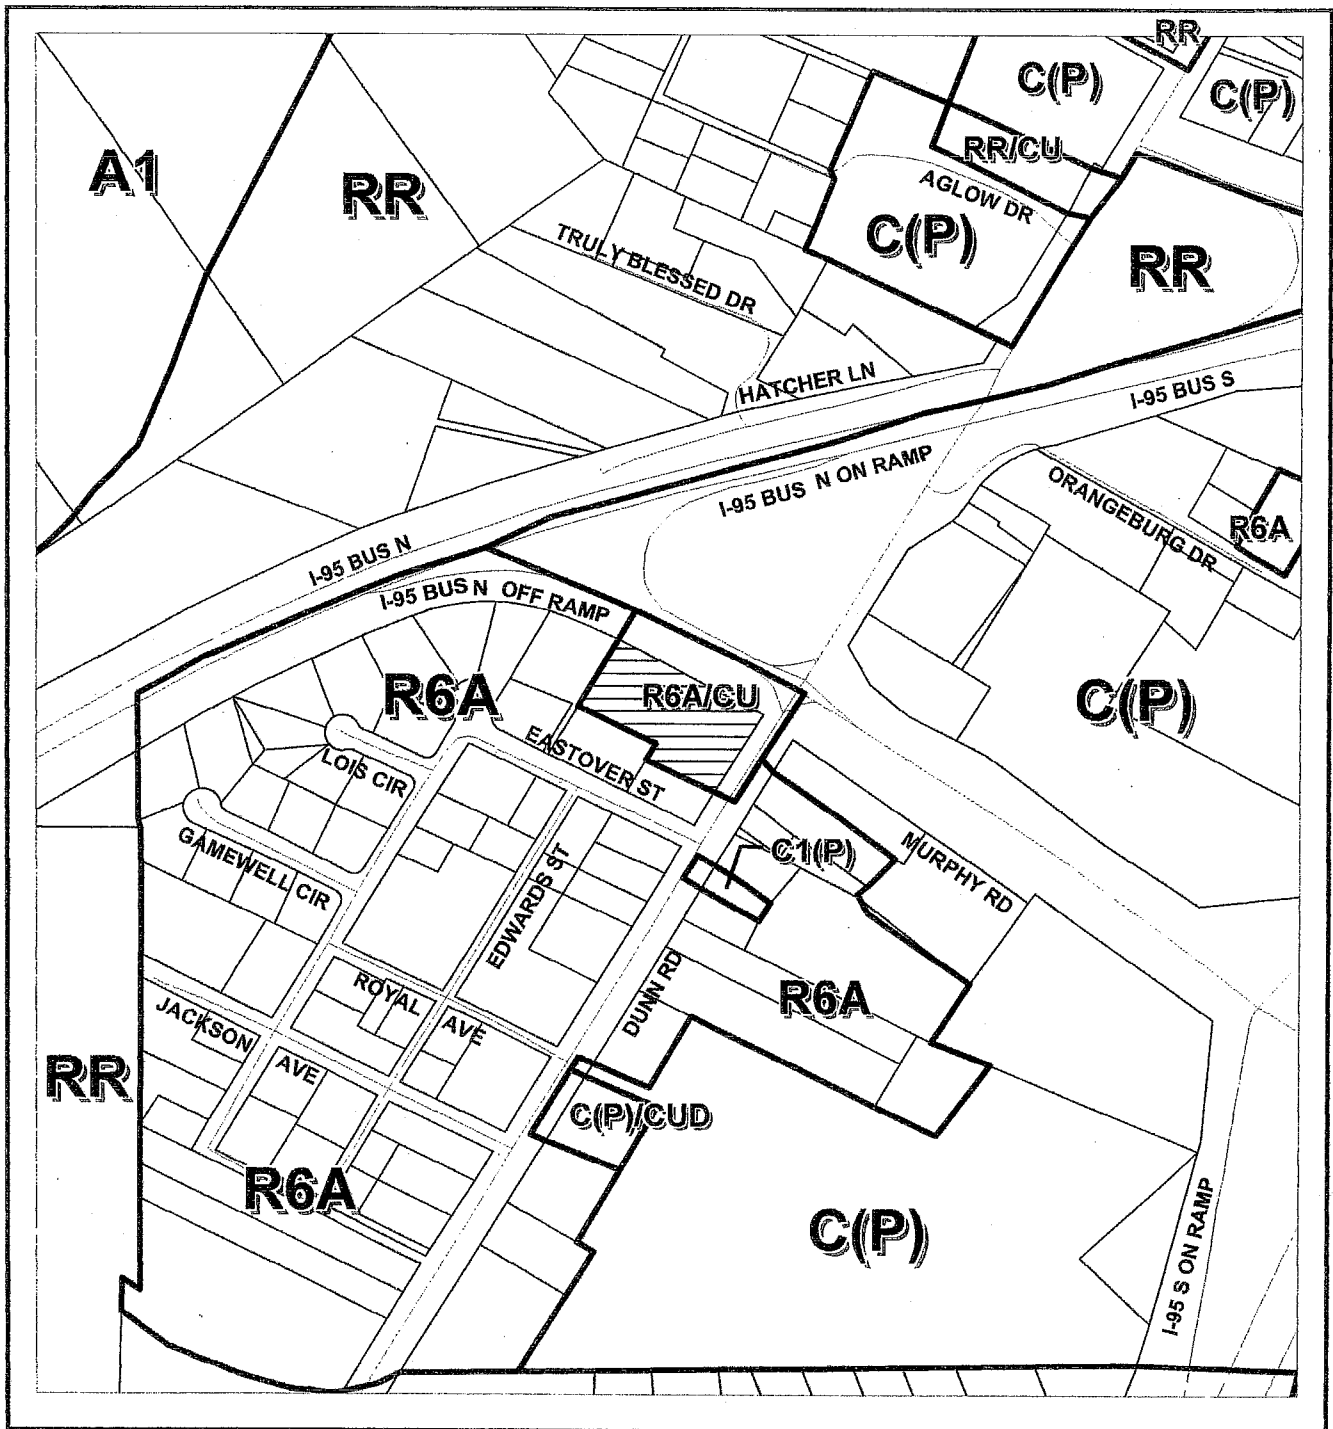 RR
C(P)
C(P)
A1
RR
RR/CU
AGLOW DR
C(P)
TRULY BLESSED DR
RR
HATCHER LN
I-95 BUS S
I-95 BUS N ON RAMP
ORANGEBURG DR
R6A
I-95 BUS N
I-95 BUS N OFF RAMP
R6A
R6A/CU
C(P)
EASTOVER ST
LOIS CIR
GAMEWELL CIR
C1(P)
MURPHY RD
EDWARDS ST
DUNN RD
R6A
ROYAL AVE
JACKSON AVE
RR
C(P)/CUD
R6A
C(P)
I-95 S ON RAMP